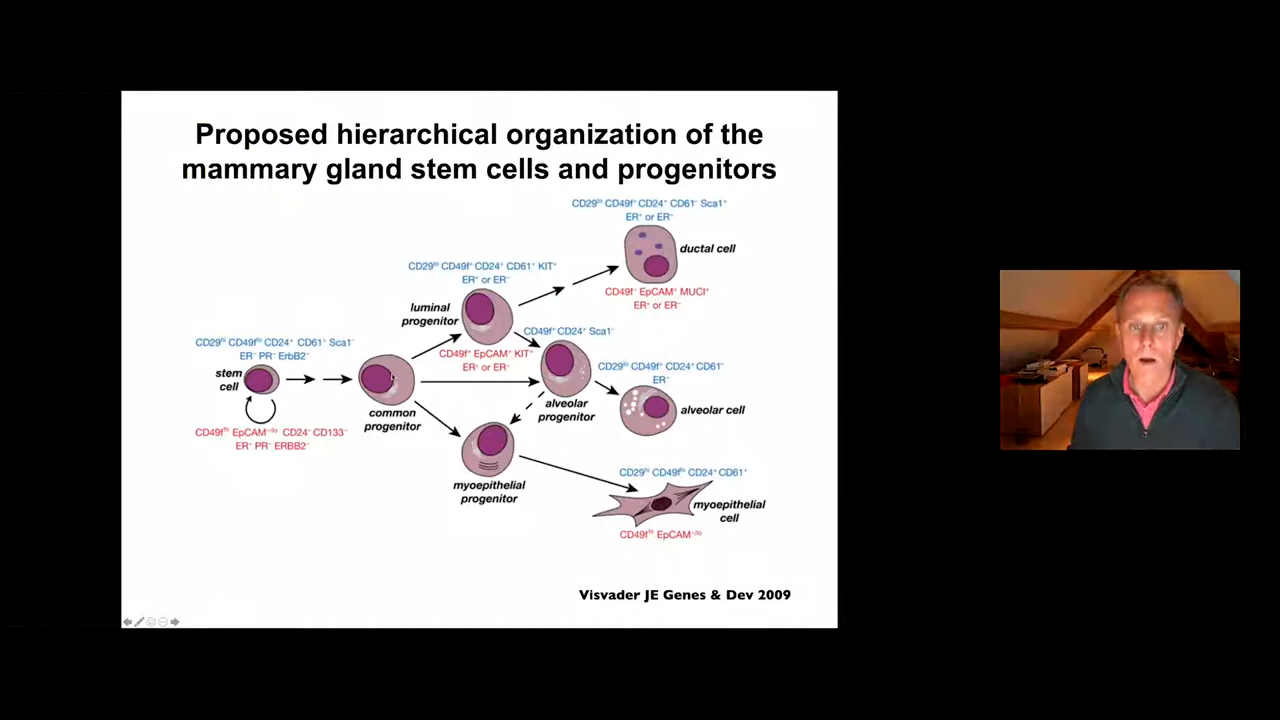 Proposed hierarchical organization of the
mammary gland stem cells and progenitors
CD29ˡᵒ CD49f⁺ CD24⁺ CD61⁻ Sca1⁺
ER⁺ or ER⁻
ductal cell
CD49f⁻ EpCAM⁺ MUCI⁺
ER⁺ or ER⁻
CD29ˡᵒ CD49f⁺ CD24⁺ CD61⁺ KIT⁺
ER⁺ or ER⁻
luminal
progenitor
CD49f⁺ EpCAM⁺ KIT⁺
ER⁺ or ER⁻
CD49f⁺ CD24⁺ Sca1⁻
alveolar
progenitor
CD29ʰⁱ CD49fʰⁱ CD24⁺ CD61⁺ Sca1⁻
ER⁻ PR⁻ ErbB2⁻
stem
cell
CD49fʰⁱ EpCAM⁻/ˡᵒ CD24⁻ CD133⁻
ER⁻ PR⁻ ERBB2⁻
common
progenitor
CD29ˡᵒ CD49f⁺ CD24⁺ CD61⁻
ER⁻
alveolar cell
myoepithelial
progenitor
CD29ʰⁱ CD49fʰⁱ CD24⁺ CD61⁺
myoepithelial
cell
CD49fʰⁱ EpCAM⁻/ˡᵒ
Visvader JE Genes & Dev 2009